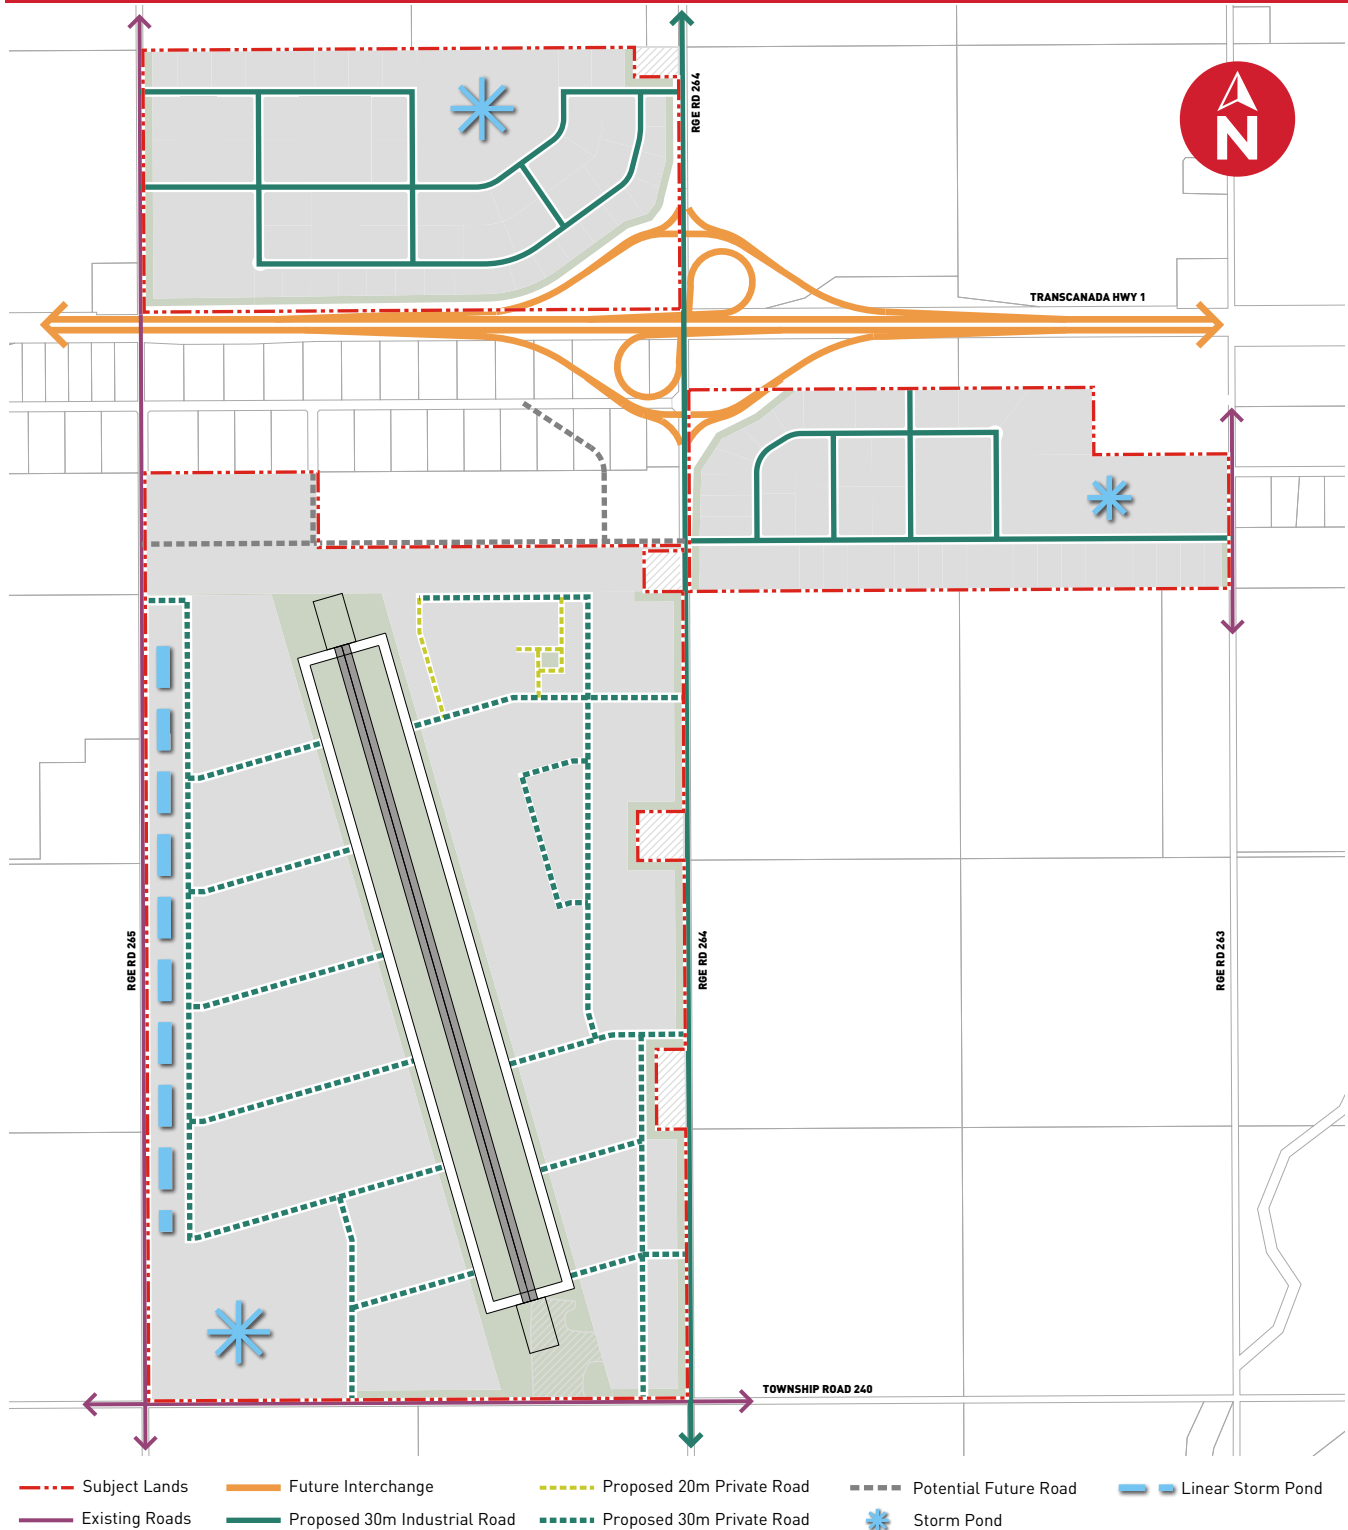 RGE RD 264
N
TRANSCANADA HWY 1
RGE RD 265
RGE RD 264
RGE RD 263
TOWNSHIP ROAD 240
Subject Lands
Future Interchange
Proposed 20m Private Road
Potential Future Road
Linear Storm Pond
Existing Roads
Proposed 30m Industrial Road
Proposed 30m Private Road
Storm Pond